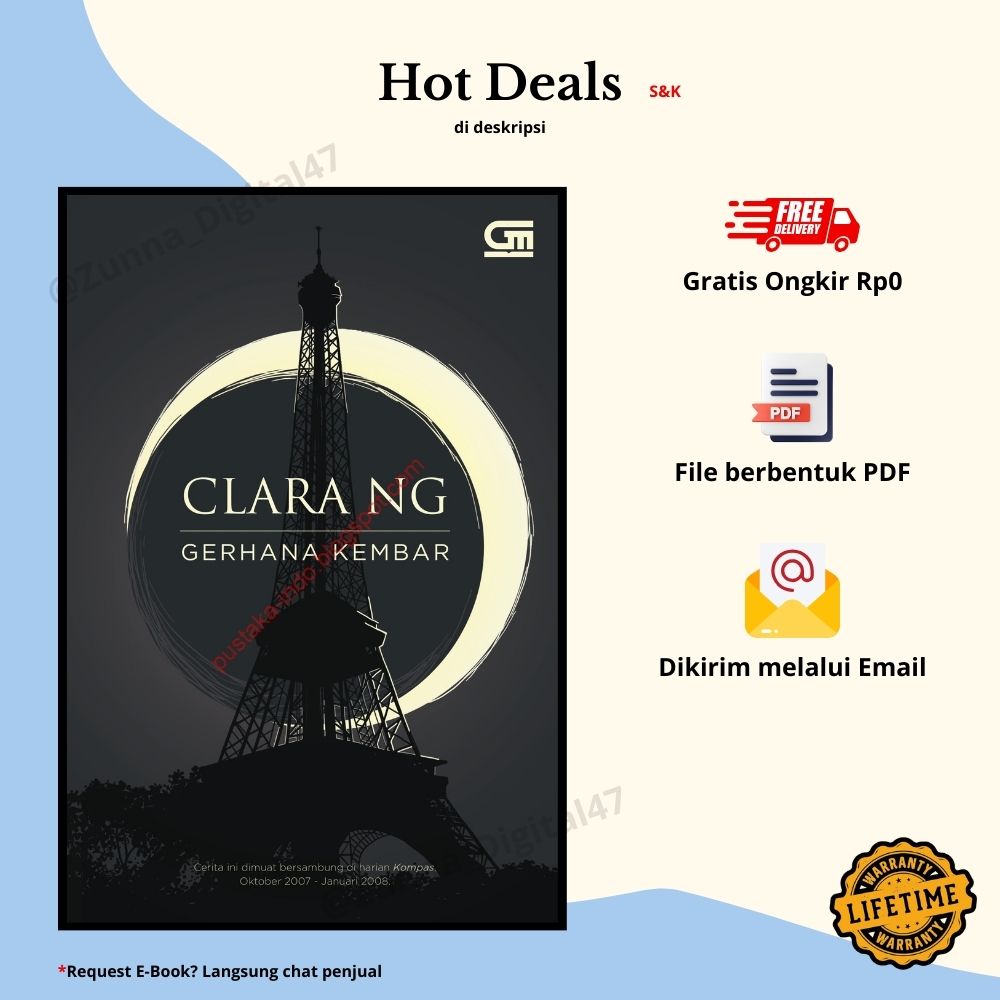 Hot Deals S&K
di deskripsi
@Zunna_Digital47
GM
CLARA NG
GERHANA KEMBAR
pustaka-indo.blogspot.com
Cerita ini dimuat bersambung di harian Kompas.
Oktober 2007 - Januari 2008.
@Zunna_Digital47
FREE
DELIVERY
Gratis Ongkir Rp0
PDF
File berbentuk PDF
@
Dikirim melalui Email
WARRANTY
LIFETIME
WARRANTY
*Request E-Book? Langsung chat penjual